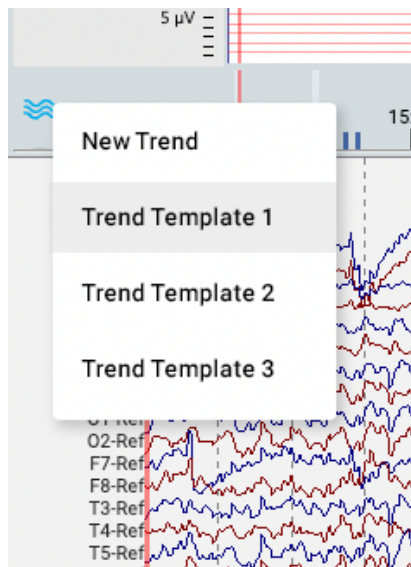 5 µV
15
New Trend
Trend Template 1
Trend Template 2
Trend Template 3
O2-Ref
F7-Ref
F8-Ref
T3-Ref
T4-Ref
T5-Ref